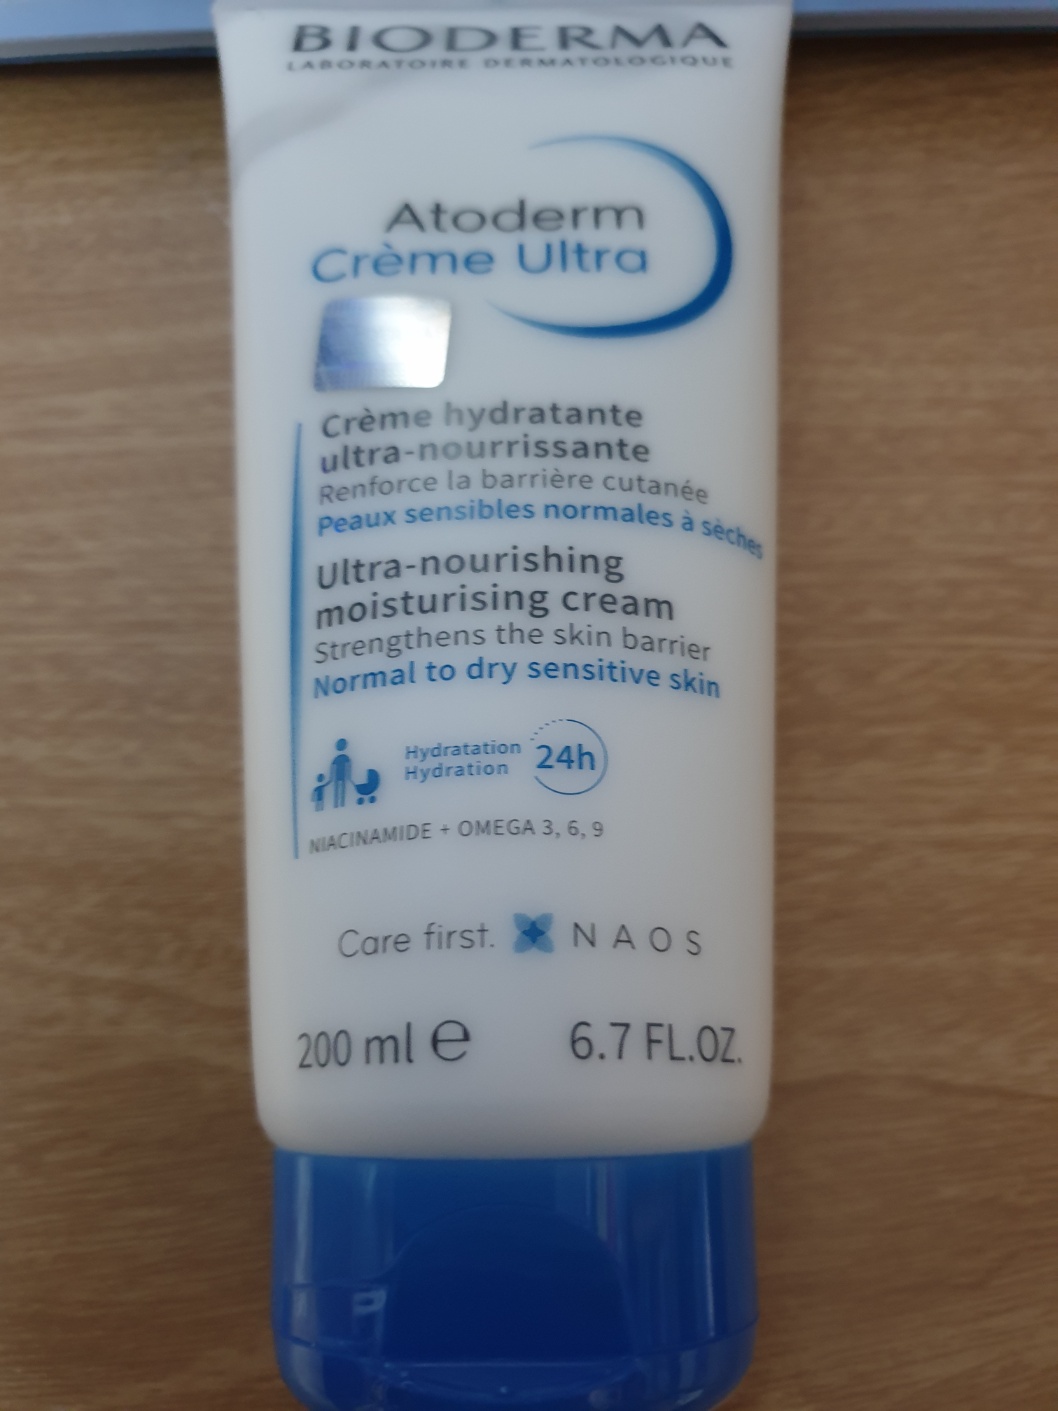 BIODERMA
LABORATOIRE DERMATOLOGIQUE
Atoderm
Crème Ultra
Crème hydratante
ultra-nourrissante
Renforce la barrière cutanée
Peaux sensibles normales à sèches
Ultra-nourishing
moisturising cream
Strengthens the skin barrier
Normal to dry sensitive skin
Hydratation
Hydration
24h
NIACINAMIDE + OMEGA 3, 6, 9
Care first. NAOS
200 ml e 6.7 FL.OZ.